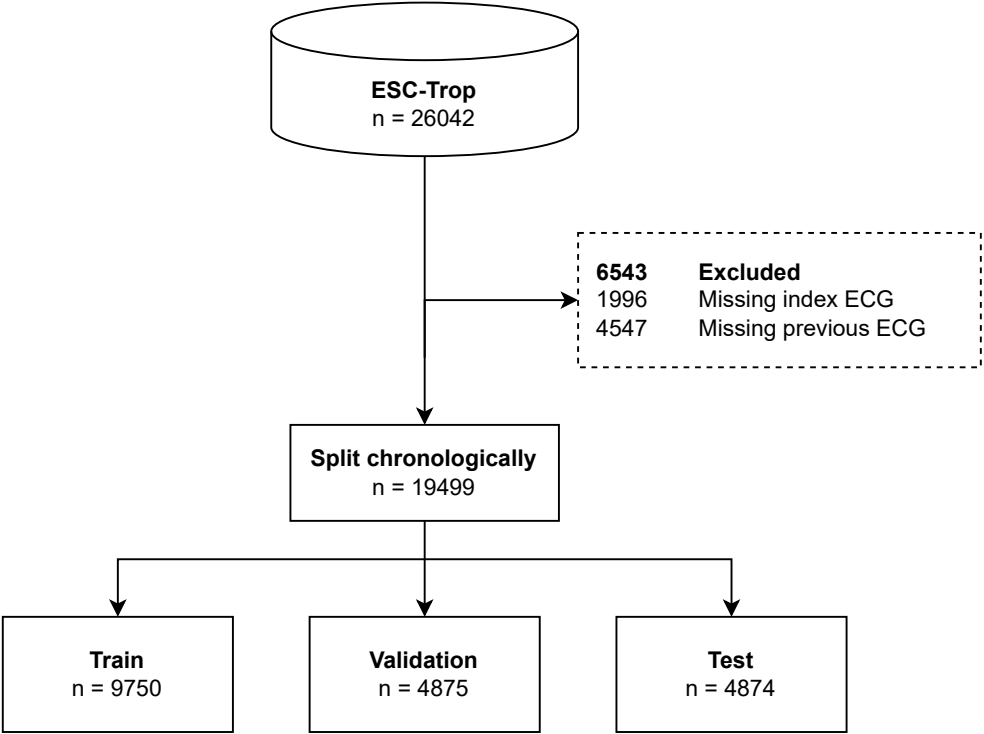 ESC-Trop
n = 26042
6543 Excluded
1996 Missing index ECG
4547 Missing previous ECG
Split chronologically
n = 19499
Train
n = 9750
Validation
n = 4875
Test
n = 4874